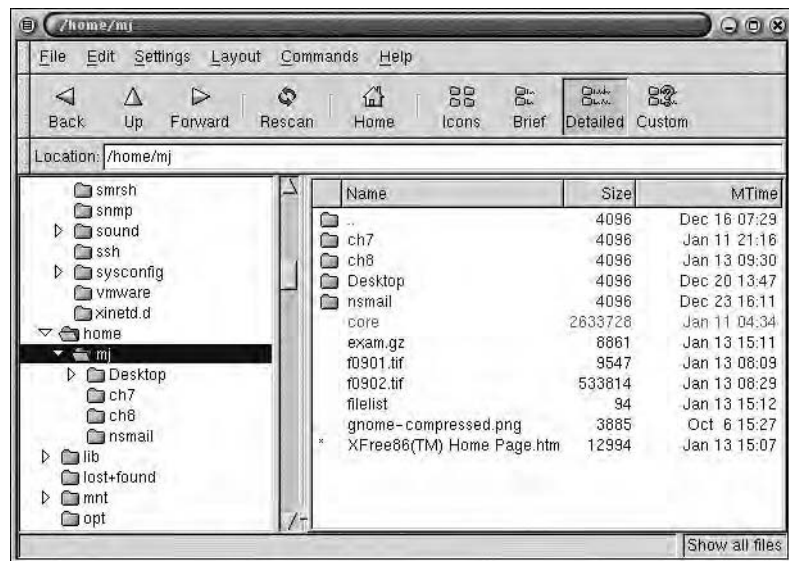 /home/mj
File Edit Settings Layout Commands Help
Back Up Forward Rescan Home Icons Brief Detailed Custom
Location: /home/mj
smrsh
snmp
sound
ssh
sysconfig
vmware
xinetd.d
home
mj
Desktop
ch7
ch8
nsmail
lib
lost+found
mnt
opt
Name Size MTime
.. 4096 Dec 16 07:29
ch7 4096 Jan 11 21:16
ch8 4096 Jan 13 09:30
Desktop 4096 Dec 20 13:47
nsmail 4096 Dec 23 16:11
core 2633728 Jan 11 04:34
exam.gz 8861 Jan 13 15:11
f0901.tif 9547 Jan 13 08:09
f0902.tif 533814 Jan 13 08:29
filelist 94 Jan 13 15:12
gnome-compressed.png 3885 Oct 6 15:27
* XFree86(TM) Home Page.htm 12994 Jan 13 15:07
Show all files